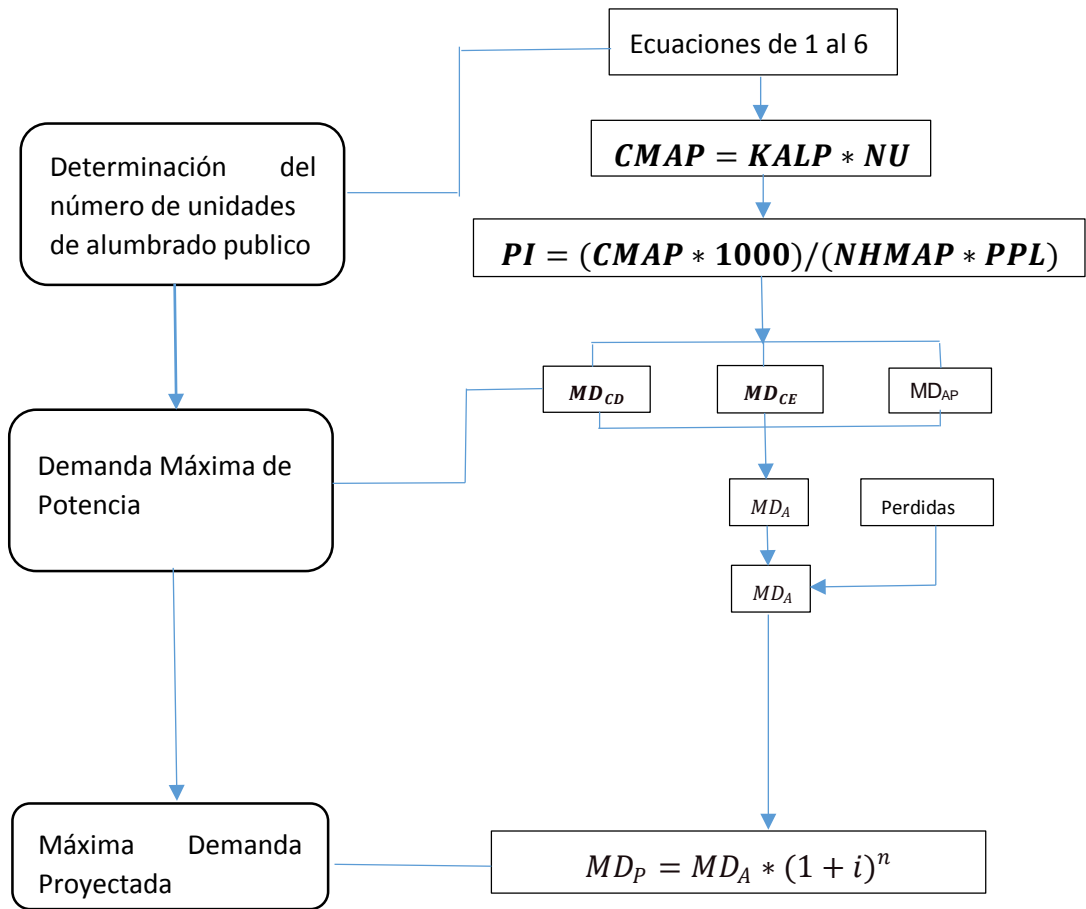 Ecuaciones de 1 al 6
Determinación del
número de unidades
de alumbrado publico
CMAP = KALP * NU
PI = (CMAP * 1000)/(NHMAP * PPL)
MD_CD
MD_CE
MD_AP
Demanda Máxima de
Potencia
MD_A
Perdidas
MD_A
Máxima Demanda
Proyectada
MD_P = MD_A * (1 + i)^n